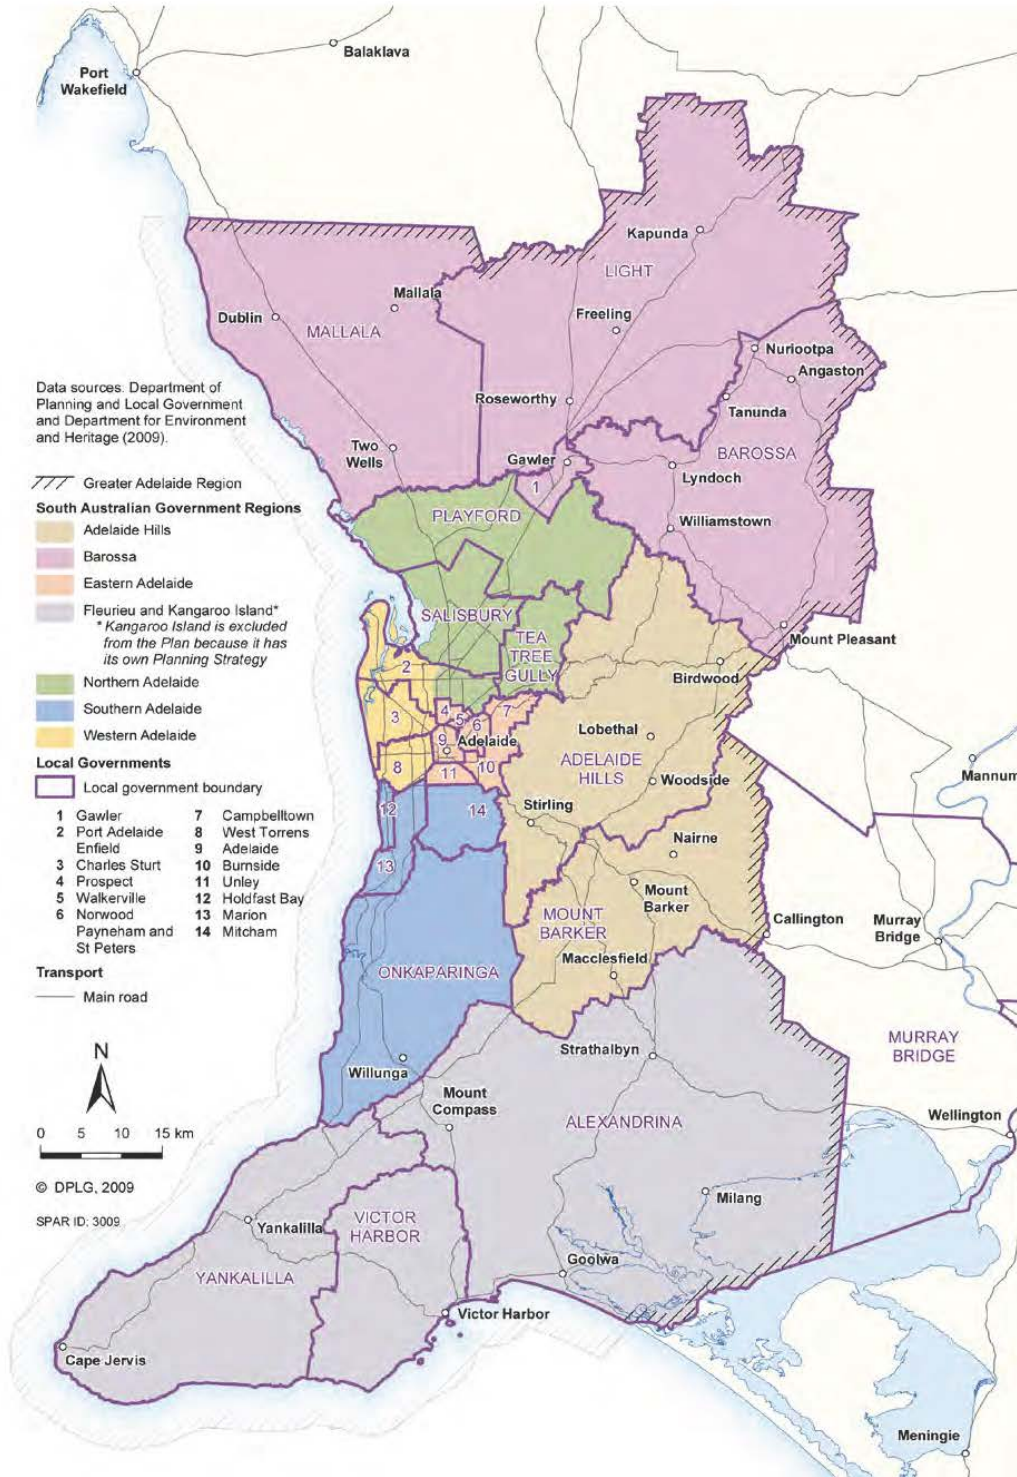 Balaklava
Port
Wakefield
Kapunda
LIGHT
Mallala
Dublin
MALLALA
Freeling
Nuriootpa
Angaston
Data sources: Department of
Planning and Local Government
and Department for Environment
and Heritage (2009).
Roseworthy
Tanunda
Two
Wells
BAROSSA
Gawler
Lyndoch
1
Greater Adelaide Region
South Australian Government Regions
Adelaide Hills
Barossa
Eastern Adelaide
Fleurieu and Kangaroo Island*
* Kangaroo Island is excluded
from the Plan because it has
its own Planning Strategy
Northern Adelaide
Southern Adelaide
Western Adelaide
Local Governments
Local government boundary
1 Gawler
2 Port Adelaide
Enfield
3 Charles Sturt
4 Prospect
5 Walkerville
6 Norwood
Payneham and
St Peters
7 Campbelltown
8 West Torrens
9 Adelaide
10 Burnside
11 Unley
12 Holdfast Bay
13 Marion
14 Mitcham
Transport
Main road
PLAYFORD
Williamstown
SALISBURY
TEA
TREE
GULLY
Mount Pleasant
2
Birdwood
7
3
4
5
6
Lobethal
9
Adelaide
ADELAIDE
HILLS
8
11
10
Woodside
Mannum
Stirling
12
14
Nairne
13
Mount
Barker
MOUNT
BARKER
Callington
Murray
Bridge
Macclesfield
ONKAPARINGA
N
Strathalbyn
MURRAY
BRIDGE
Willunga
Mount
Compass
ALEXANDRINA
Wellington
0 5 10 15 km
© DPLG, 2009
SPAR ID: 3009
Milang
Yankalilla
VICTOR
HARBOR
Goolwa
YANKALILLA
Victor Harbor
Cape Jervis
Meningie